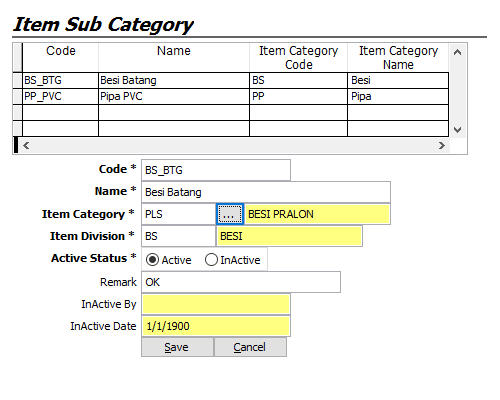 Item Sub Category
Code Name Item Category Code Item Category Name
BS_BTG Besi Batang BS Besi
PP_PVC Pipa PVC PP Pipa
Code * BS_BTG
Name * Besi Batang
Item Category * PLS ... BESI PRALON
Item Division * BS BESI
Active Status * Active InActive
Remark OK
InActive By
InActive Date 1/1/1900
Save Cancel